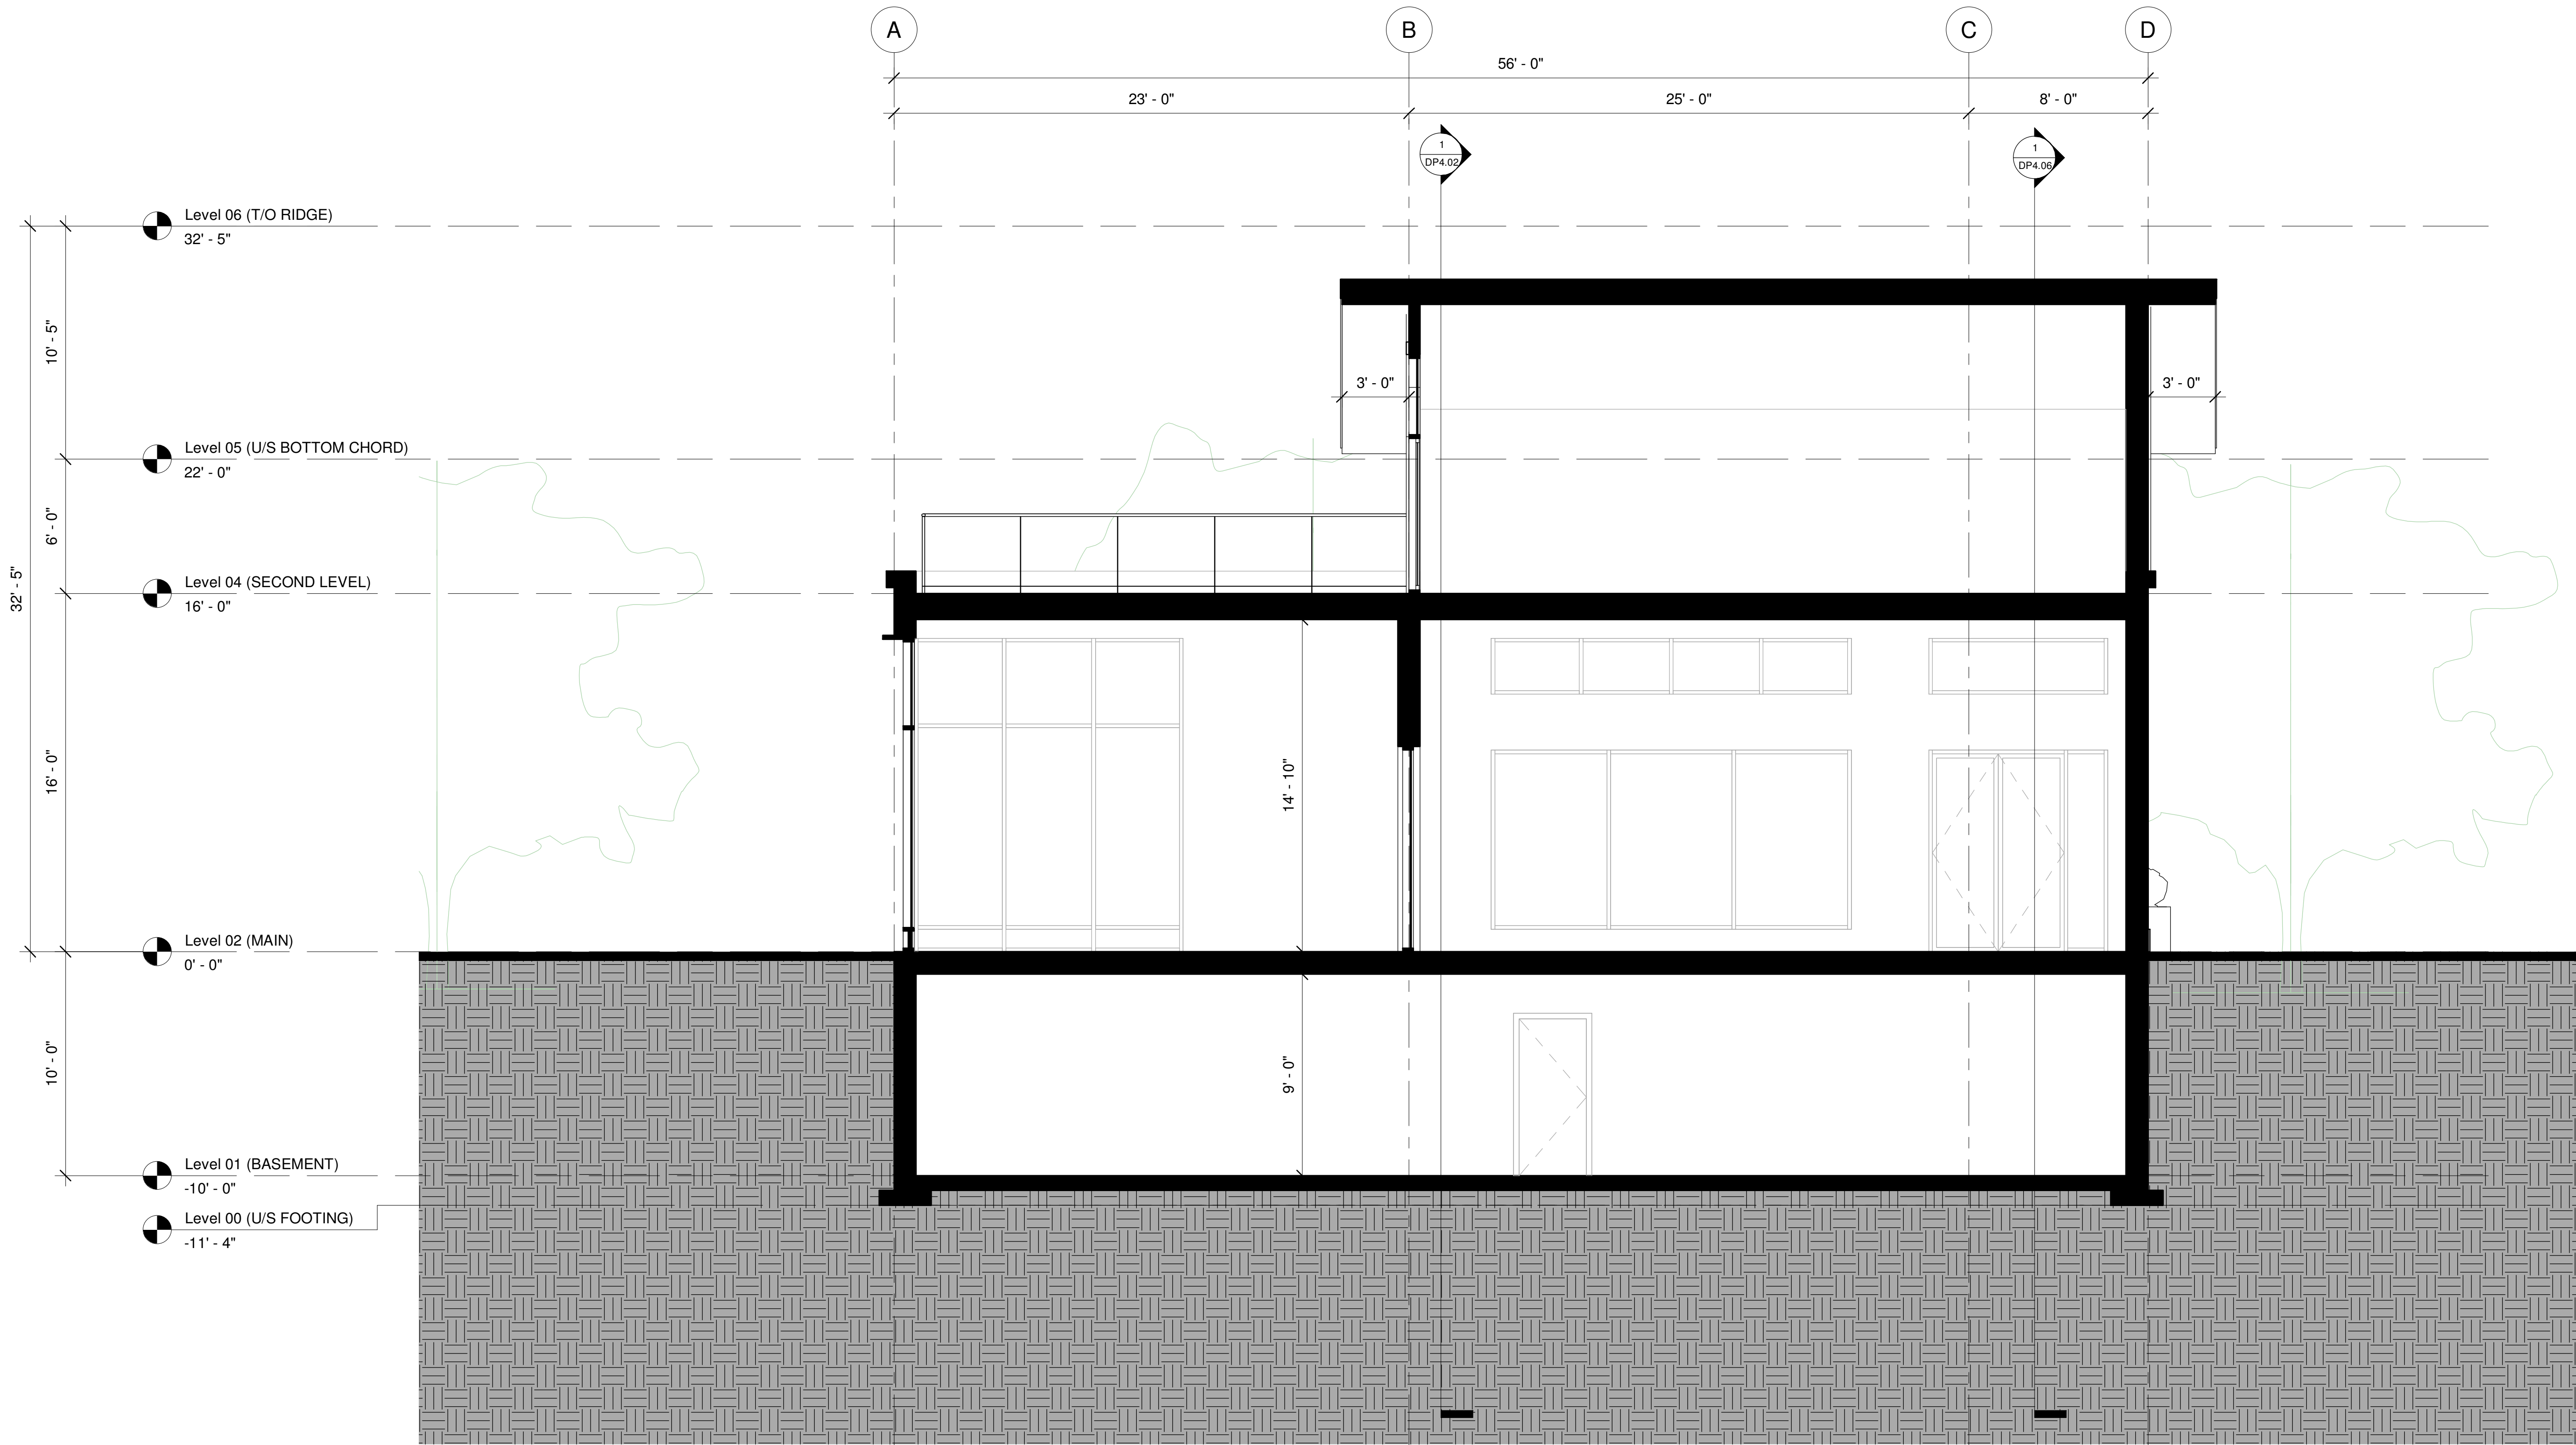 A
B
C
D
56' - 0"
23' - 0"
25' - 0"
8' - 0"
1
DP4.02
1
DP4.06
Level 06 (T/O RIDGE)
32' - 5"
10' - 5"
3' - 0"
3' - 0"
Level 05 (U/S BOTTOM CHORD)
22' - 0"
6' - 0"
32' - 5"
Level 04 (SECOND LEVEL)
16' - 0"
16' - 0"
14' - 10"
Level 02 (MAIN)
0' - 0"
10' - 0"
9' - 0"
Level 01 (BASEMENT)
-10' - 0"
Level 00 (U/S FOOTING)
-11' - 4"